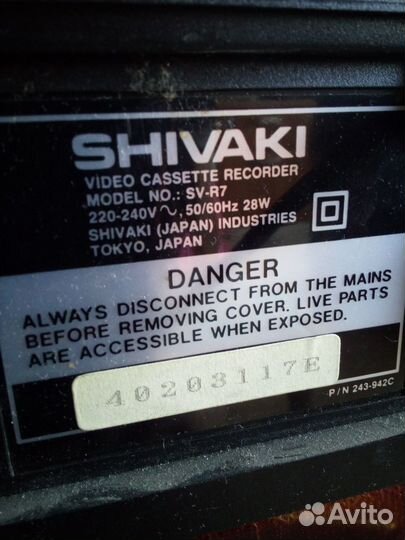 SHIVAKI
VIDEO CASSETTE RECORDER
MODEL NO.: SV-R7
220-240V ~, 50/60Hz 28W
SHIVAKI (JAPAN) INDUSTRIES
TOKYO, JAPAN
DANGER
ALWAYS DISCONNECT FROM THE MAINS
BEFORE REMOVING COVER. LIVE PARTS
ARE ACCESSIBLE WHEN EXPOSED.
40203117E
P/N 243-942C
Avito